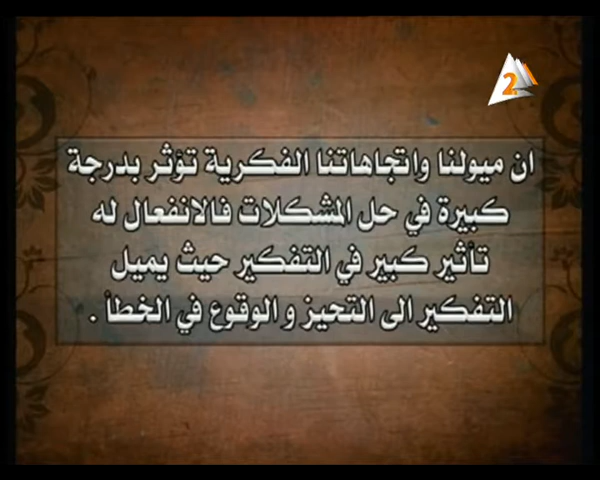 2
ان ميولنا واتجاهاتنا الفكرية تؤثر بدرجة
كبيرة في حل المشكلات فالانفعال له
تأثير كبير في التفكير حيث يميل
التفكير الى التحيز و الوقوع في الخطأ .